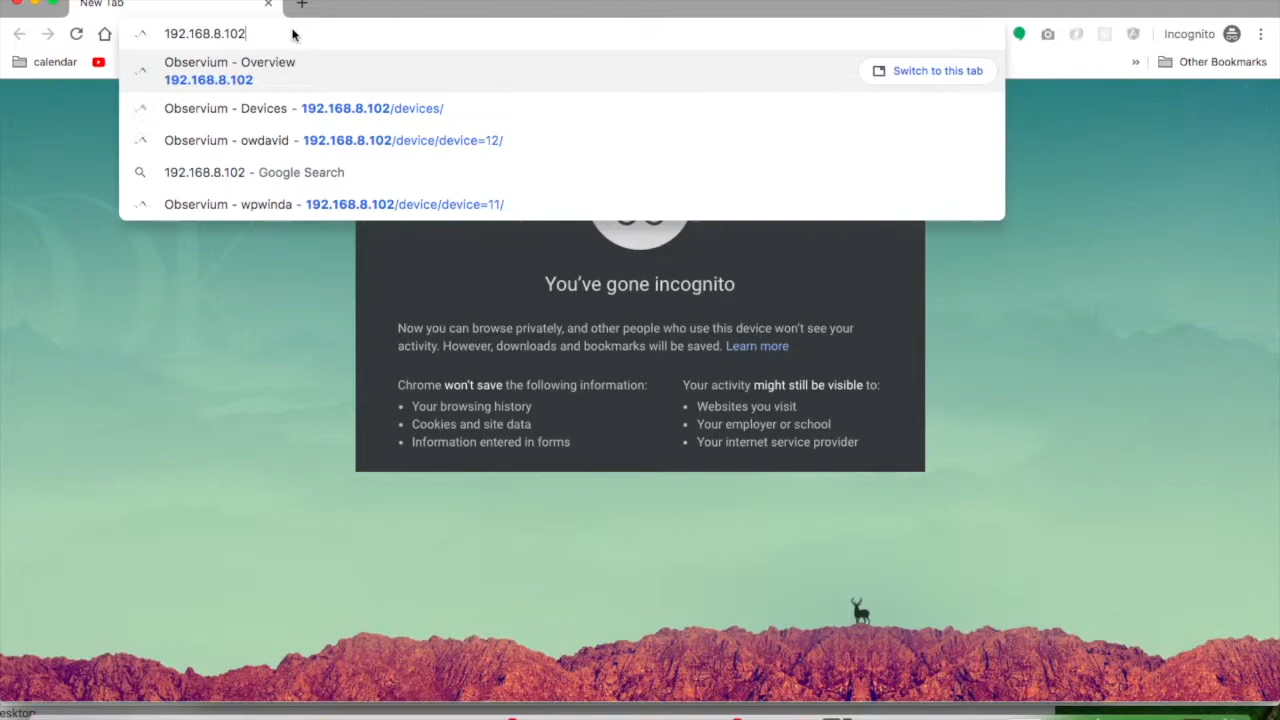 New Tab
192.168.8.102
Incognito
calendar
»
Other Bookmarks
Observium - Overview
192.168.8.102
Switch to this tab
Observium - Devices - 192.168.8.102/devices/
Observium - owdavid - 192.168.8.102/device/device=12/
192.168.8.102 - Google Search
Observium - wpwinda - 192.168.8.102/device/device=11/
You've gone incognito
Now you can browse privately, and other people who use this device won't see your
activity. However, downloads and bookmarks will be saved. Learn more
Chrome won't save the following information:
• Your browsing history
• Cookies and site data
• Information entered in forms
Your activity might still be visible to:
• Websites you visit
• Your employer or school
• Your internet service provider
esktop